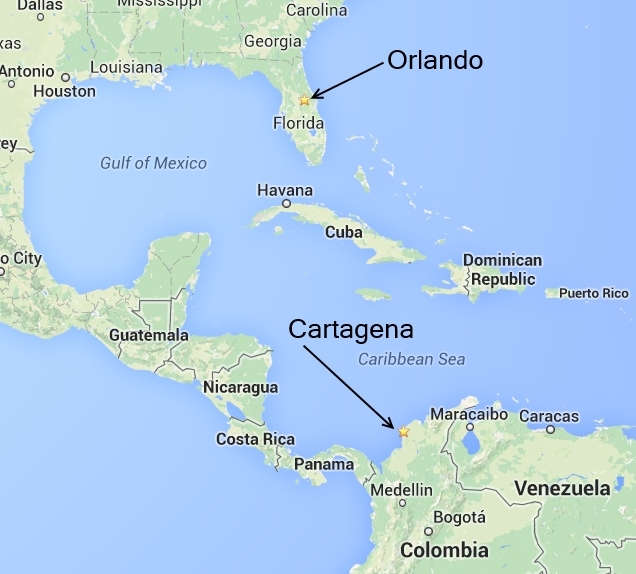 Dallas
Mississippi
Carolina
Georgia
Orlando
xas
Antonio
Louisiana
Houston
Florida
ey
Gulf of Mexico
Havana
Cuba
o City
Dominican
Republic
Puerto Rico
Guatemala
Cartagena
Caribbean Sea
Nicaragua
Maracaibo
Caracas
Costa Rica
Panama
Medellin
Venezuela
Bogotá
Colombia